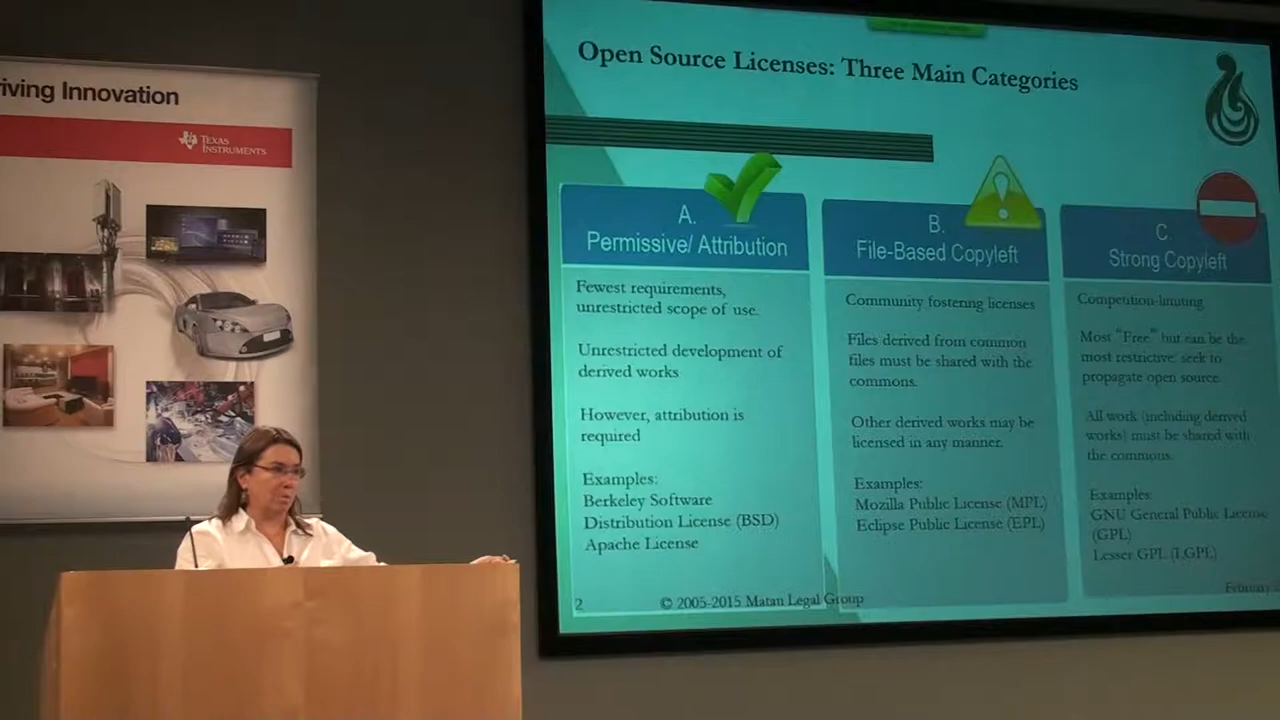 iving Innovation
TEXAS
INSTRUMENTS
Open Source Licenses: Three Main Categories
A.
Permissive/ Attribution
Fewest requirements,
unrestricted scope of use.
Unrestricted development of
derived works
However, attribution is
required
Examples:
Berkeley Software
Distribution License (BSD)
Apache License
B.
File-Based Copyleft
Community fostering licenses
Files derived from common
files must be shared with the
commons.
Other derived works may be
licensed in any manner.
Examples:
Mozilla Public License (MPL)
Eclipse Public License (EPL)
C.
Strong Copyleft
Competition-limiting
Most "Free" but can be the
most restrictive; seek to
propagate open source.
All work (including derived
works) must be shared with
the commons.
Examples:
GNU General Public License
(GPL)
Lesser GPL (LGPL)
2
© 2005-2015 Matan Legal Group
February